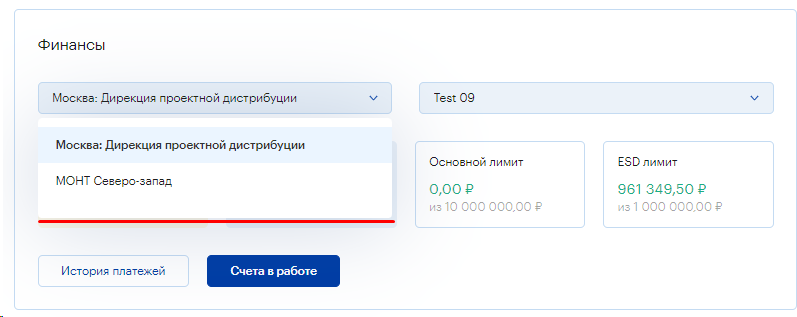 Финансы
Москва: Дирекция проектной дистрибуции
Test 09
Москва: Дирекция проектной дистрибуции
МОНТ Северо-запад
Основной лимит
0,00 ₽
из 10 000 000,00 ₽
ESD лимит
961 349,50 ₽
из 1 000 000,00 ₽
История платежей
Счета в работе